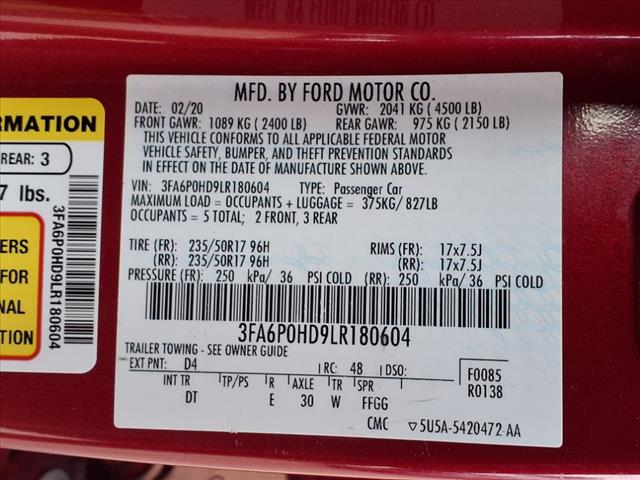 MFD. BY FORD MOTOR CO.
DATE: 02/20 GVWR: 2041 KG (4500 LB)
FRONT GAWR: 1089 KG (2400 LB) REAR GAWR: 975 KG (2150 LB)
THIS VEHICLE CONFORMS TO ALL APPLICABLE FEDERAL MOTOR
VEHICLE SAFETY, BUMPER, AND THEFT PREVENTION STANDARDS
IN EFFECT ON THE DATE OF MANUFACTURE SHOWN ABOVE.
VIN: 3FA6P0HD9LR180604 TYPE: Passenger Car
MAXIMUM LOAD = OCCUPANTS + LUGGAGE = 375KG/ 827LB
OCCUPANTS = 5 TOTAL; 2 FRONT, 3 REAR
TIRE (FR): 235/50R17 96H RIMS (FR): 17x7.5J
(RR): 235/50R17 96H (RR): 17x7.5J
PRESSURE (FR): 250 kPa/ 36 PSI COLD (RR): 250 kPa/ 36 PSI COLD
3FA6P0HD9LR180604
TRAILER TOWING - SEE OWNER GUIDE
EXT PNT: D4 RC: 48 DSO: F0085
R0138
INT TR TP/PS R AXLE TR SPR
DT E 30 W FFGG
CMC ▽5U5A-5420472 AA
ORMATION
REAR: 3
7 lbs.
ERS
FOR
NAL
ION
3FA6P0HD9LR180604